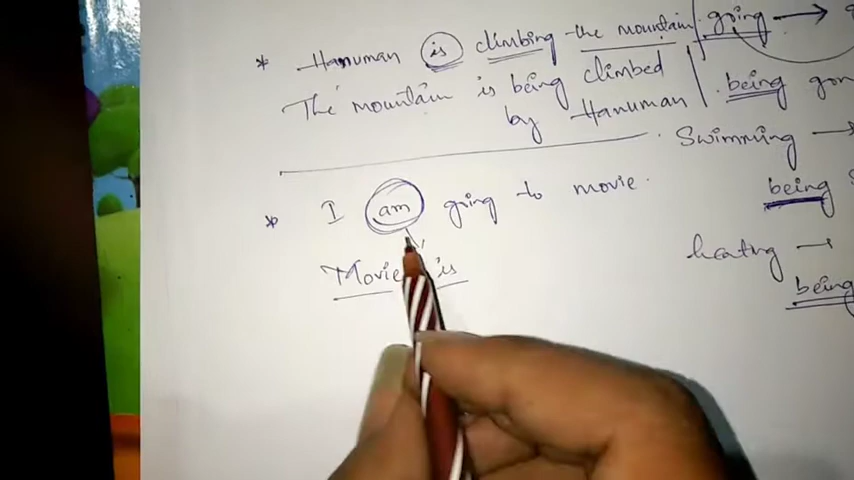 * Hanuman is climbing the mountain
The mountain is being climbed
by Hanuman
* I am going to movie.
Movie is
going →
being gon
Swimming →
being s
heating →
being